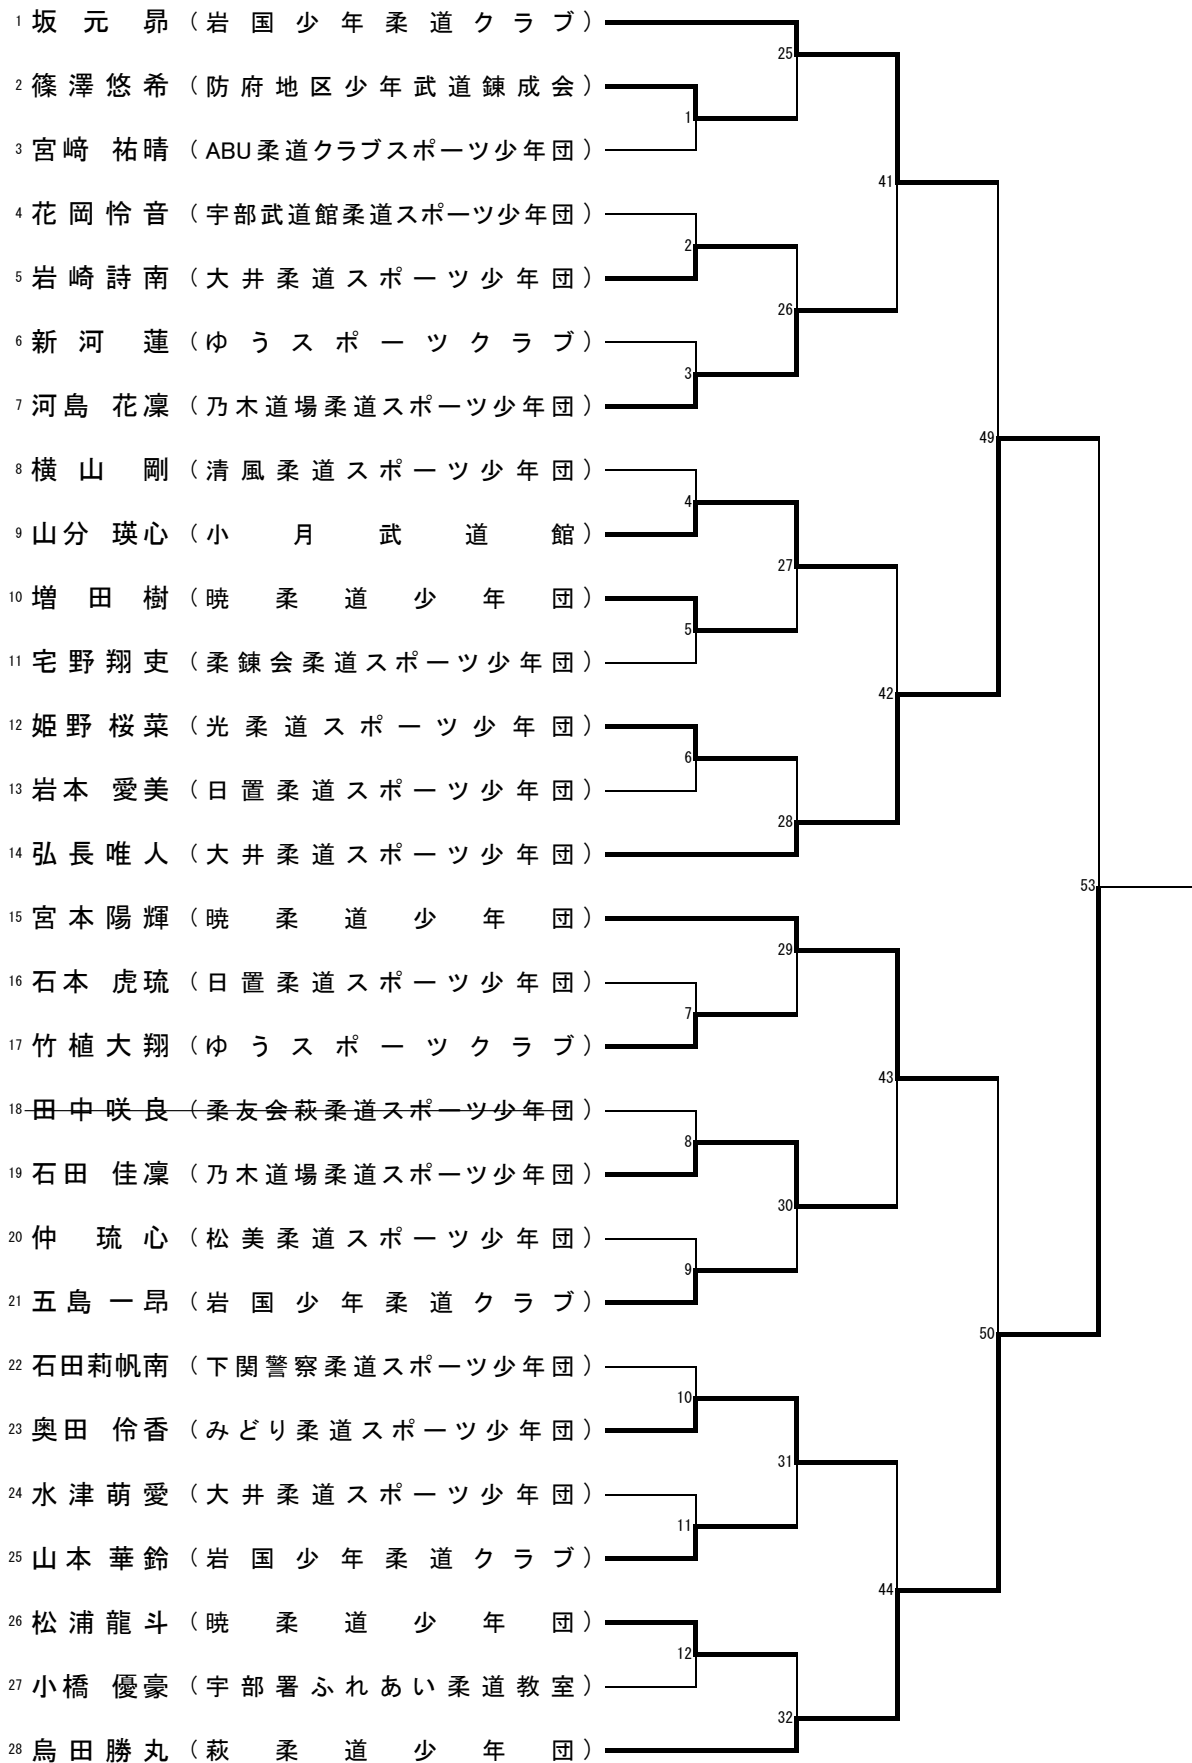 1 坂元 昴 （岩国少年柔道クラブ）
25
2 篠澤悠希 （防府地区少年武道錬成会）
1
3 宮﨑 祐晴 （ABU柔道クラブスポーツ少年団）
41
4 花岡怜音 （宇部武道館柔道スポーツ少年団）
2
5 岩崎詩南 （大井柔道スポーツ少年団）
26
6 新河 蓮 （ゆうスポーツクラブ）
3
7 河島 花凜 （乃木道場柔道スポーツ少年団）
49
8 横山 剛 （清風柔道スポーツ少年団）
4
9 山分 瑛心 （小月武道館）
27
10 増田 樹 （暁柔道少年団）
5
11 宅野翔吏 （柔錬会柔道スポーツ少年団）
42
12 姫野桜菜 （光柔道スポーツ少年団）
6
13 岩本 愛美 （日置柔道スポーツ少年団）
28
14 弘長唯人 （大井柔道スポーツ少年団）
53
15 宮本陽輝 （暁柔道少年団）
29
16 石本 虎琉 （日置柔道スポーツ少年団）
7
17 竹植大翔 （ゆうスポーツクラブ）
43
18 田中咲良 （柔友会萩柔道スポーツ少年団）
8
19 石田 佳凜 （乃木道場柔道スポーツ少年団）
30
20 仲 琉心 （松美柔道スポーツ少年団）
9
21 五島一昂 （岩国少年柔道クラブ）
50
22 石田莉帆南 （下関警察柔道スポーツ少年団）
10
23 奥田 伶香 （みどり柔道スポーツ少年団）
31
24 水津萌愛 （大井柔道スポーツ少年団）
11
25 山本華鈴 （岩国少年柔道クラブ）
44
26 松浦龍斗 （暁柔道少年団）
12
27 小橋 優豪 （宇部署ふれあい柔道教室）
32
28 烏田勝丸 （萩柔道少年団）